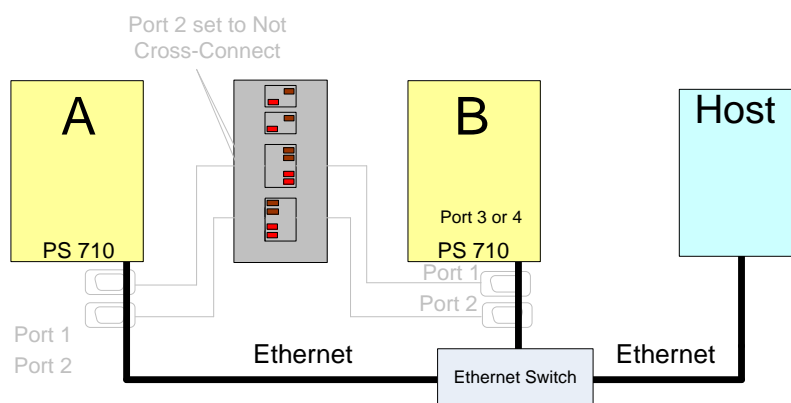 Port 2 set to Not
Cross-Connect
A
B
Host
Port 3 or 4
PS 710
PS 710
Port 1
Port 2
Port 1
Port 2
Ethernet
Ethernet
Ethernet Switch